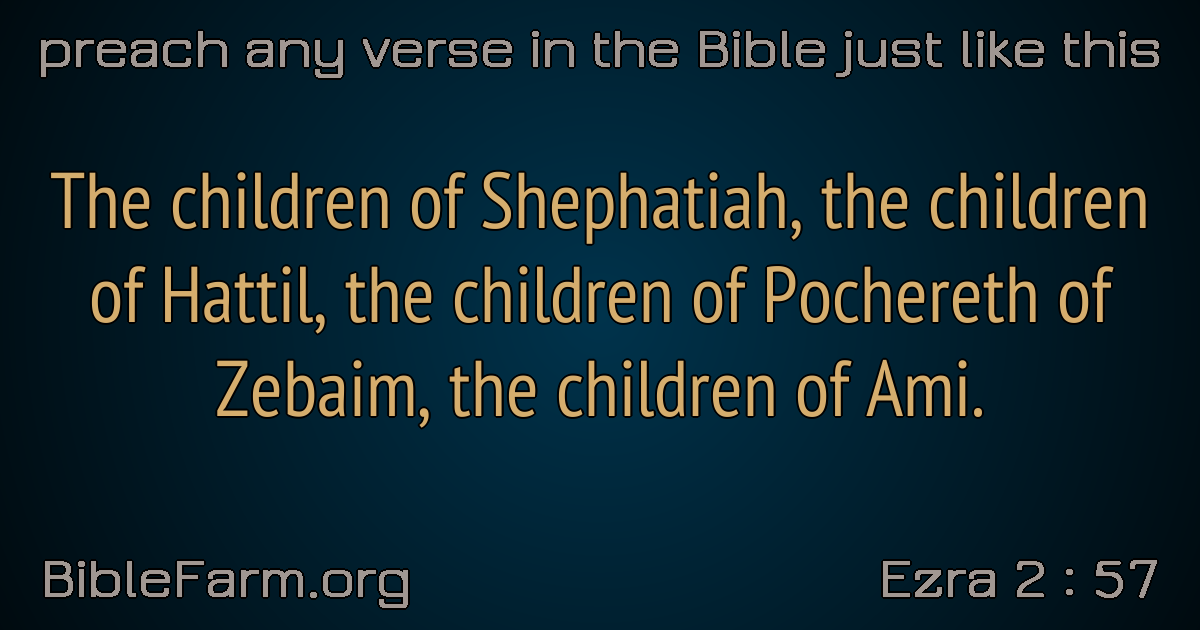 preach any verse in the Bible just like this
The children of Shephatiah, the children
of Hattil, the children of Pochereth of
Zebaim, the children of Ami.
BibleFarm.org
Ezra 2 : 57